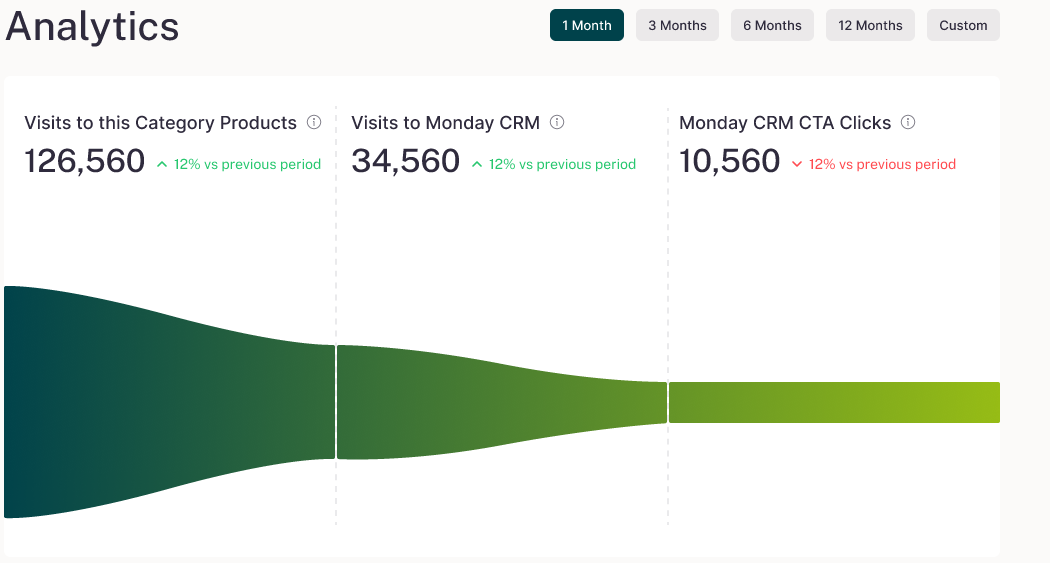 Analytics
1 Month
3 Months
6 Months
12 Months
Custom
Visits to this Category Products
126,560 12% vs previous period
Visits to Monday CRM
34,560 12% vs previous period
Monday CRM CTA Clicks
10,560 12% vs previous period